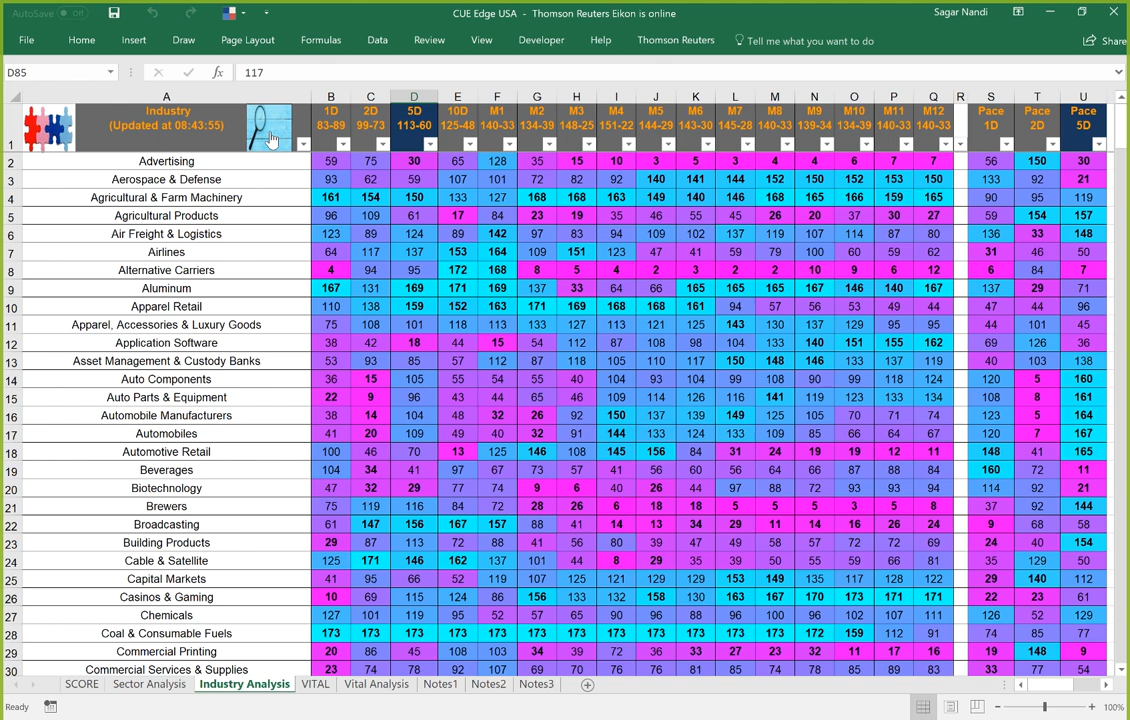 AutoSave Off CUE Edge USA - Thomson Reuters Eikon is online Sagar Nandi
File Home Insert Draw Page Layout Formulas Data Review View Developer Help Thomson Reuters Tell me what you want to do Share
D85 fx 117
A B C D E F G H I J K L M N O P Q R S T U
Industry 1D 2D 5D 10D M1 M2 M3 M4 M5 M6 M7 M8 M9 M10 M11 M12 Pace Pace Pace
(Updated at 08:43:55) 83-89 99-73 113-60 125-48 140-33 134-39 148-25 151-22 144-29 143-30 145-28 140-33 139-34 134-39 140-33 140-33 1D 2D 5D
1
2 Advertising 59 75 30 65 128 35 15 10 3 5 3 4 4 6 7 7 56 150 30
3 Aerospace & Defense 93 62 59 107 101 72 82 92 140 141 144 152 150 152 153 150 133 92 21
4 Agricultural & Farm Machinery 161 154 150 133 127 168 168 163 149 140 146 168 165 166 159 165 90 95 119
5 Agricultural Products 96 109 61 17 84 23 19 35 46 55 45 26 20 37 30 27 59 154 157
6 Air Freight & Logistics 123 89 124 89 142 97 83 94 109 102 137 119 107 114 87 80 136 33 148
7 Airlines 64 117 137 153 164 109 151 123 47 41 59 79 100 60 59 62 31 46 50
8 Alternative Carriers 4 94 95 172 168 8 5 4 2 3 2 2 10 9 6 12 6 84 7
9 Aluminum 167 131 169 171 169 137 33 64 66 165 165 165 167 146 140 167 137 29 71
10 Apparel Retail 110 138 159 152 163 171 169 168 168 161 94 57 56 53 49 44 47 44 96
11 Apparel, Accessories & Luxury Goods 75 108 101 118 113 133 127 113 121 125 143 130 137 129 95 95 44 101 45
12 Application Software 38 42 18 44 15 54 112 87 108 98 104 133 140 151 155 162 69 126 36
13 Asset Management & Custody Banks 53 93 85 57 112 87 118 105 110 117 150 148 146 133 137 119 40 103 138
14 Auto Components 36 15 105 55 54 55 40 104 93 104 99 108 90 99 118 124 120 5 160
15 Auto Parts & Equipment 22 9 96 43 44 65 46 109 114 126 116 141 119 123 133 134 108 8 161
16 Automobile Manufacturers 38 14 104 48 32 26 92 150 137 139 149 125 105 70 71 74 123 5 164
17 Automobiles 41 20 109 49 40 32 91 144 133 124 133 109 85 66 64 67 120 7 167
18 Automotive Retail 100 46 70 13 125 146 108 145 156 84 31 24 19 19 12 11 148 41 165
19 Beverages 104 34 41 97 67 73 57 41 56 60 56 64 66 87 88 84 160 72 11
20 Biotechnology 47 32 29 77 74 9 6 40 26 44 97 88 72 93 93 94 114 92 21
21 Brewers 75 119 116 84 72 28 26 6 18 18 5 5 5 3 5 8 37 92 144
22 Broadcasting 61 147 156 167 157 88 41 14 13 34 29 11 14 16 26 24 9 68 58
23 Building Products 29 87 113 72 88 41 56 80 39 47 49 58 57 72 72 69 24 40 154
24 Cable & Satellite 125 171 146 162 137 101 44 8 29 35 39 50 55 59 66 81 35 129 50
25 Capital Markets 41 95 66 52 119 107 125 121 129 129 153 149 135 117 128 122 29 140 112
26 Casinos & Gaming 10 69 115 124 86 156 133 132 158 130 163 167 170 173 171 171 22 23 61
27 Chemicals 127 101 119 95 52 57 65 90 96 88 96 100 96 102 107 111 126 52 129
28 Coal & Consumable Fuels 173 173 173 173 173 173 173 173 173 173 173 173 172 159 112 91 74 85 77
29 Commercial Printing 20 86 45 108 103 34 39 72 36 33 27 23 32 11 17 16 19 148 9
30 Commercial Services & Supplies 23 74 78 92 107 69 70 76 76 81 85 74 78 85 89 83 33 77 54
SCORE Sector Analysis Industry Analysis VITAL Vital Analysis Notes1 Notes2 Notes3
Ready 100%